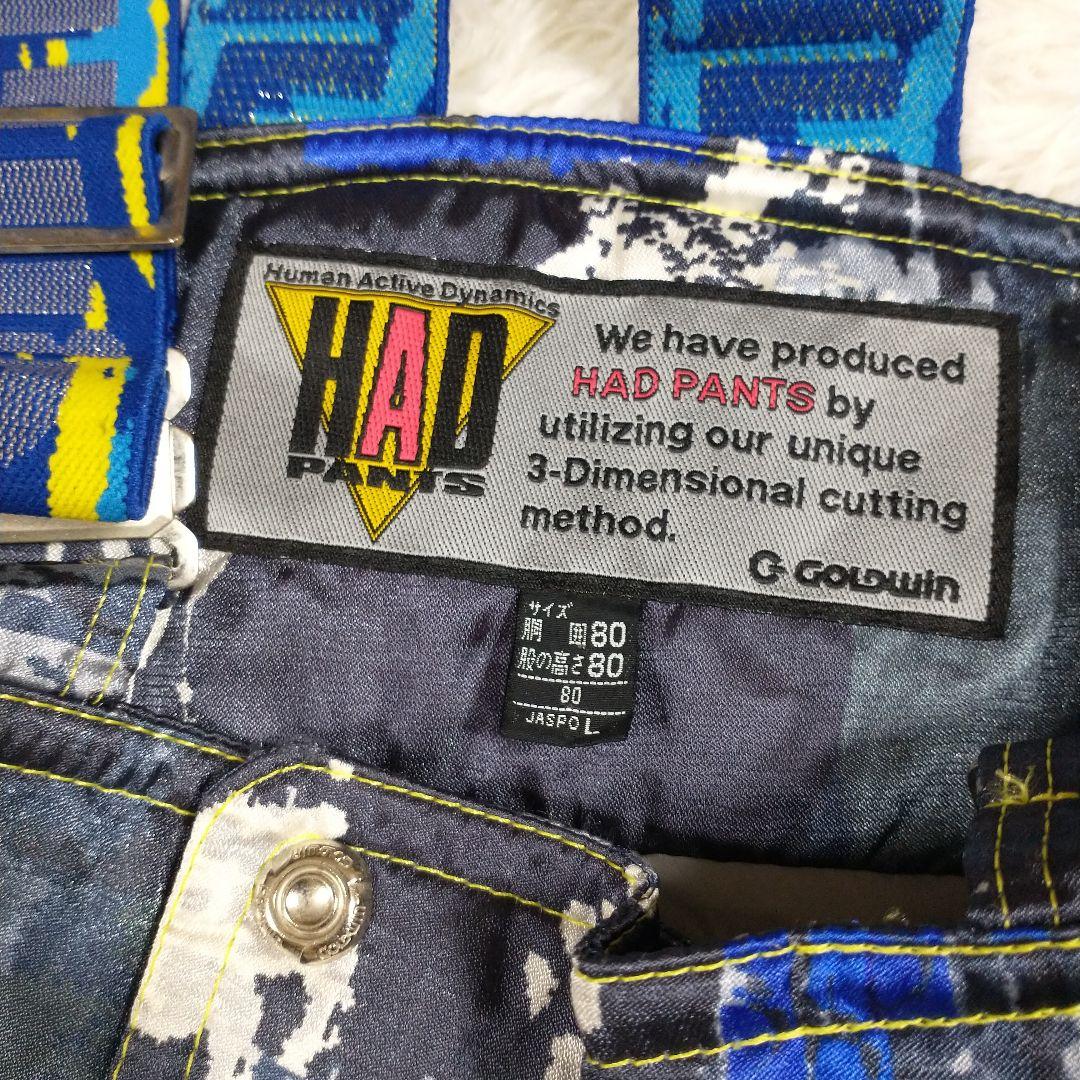 Human Active Dynamics
HAD
PANTS
We have produced
HAD PANTS by
utilizing our unique
3-Dimensional cutting
method.
GOLDWIN
サイズ
胴 囲80
股の高さ80
80
JASPO L
GOLDWIN